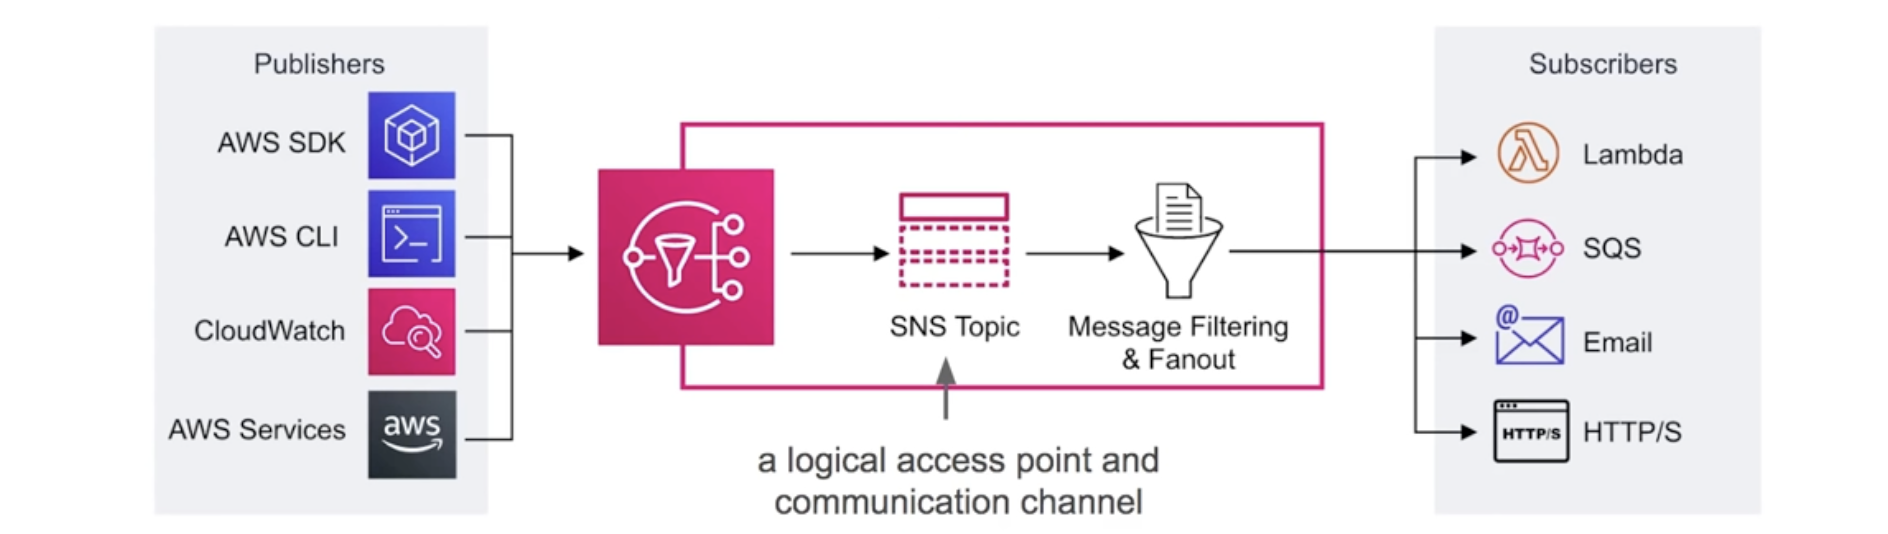 Publishers
AWS SDK
AWS CLI
CloudWatch
AWS Services
aws
SNS Topic
Message Filtering
& Fanout
a logical access point and
communication channel
Subscribers
Lambda
SQS
@
Email
HTTP/S
HTTP/S